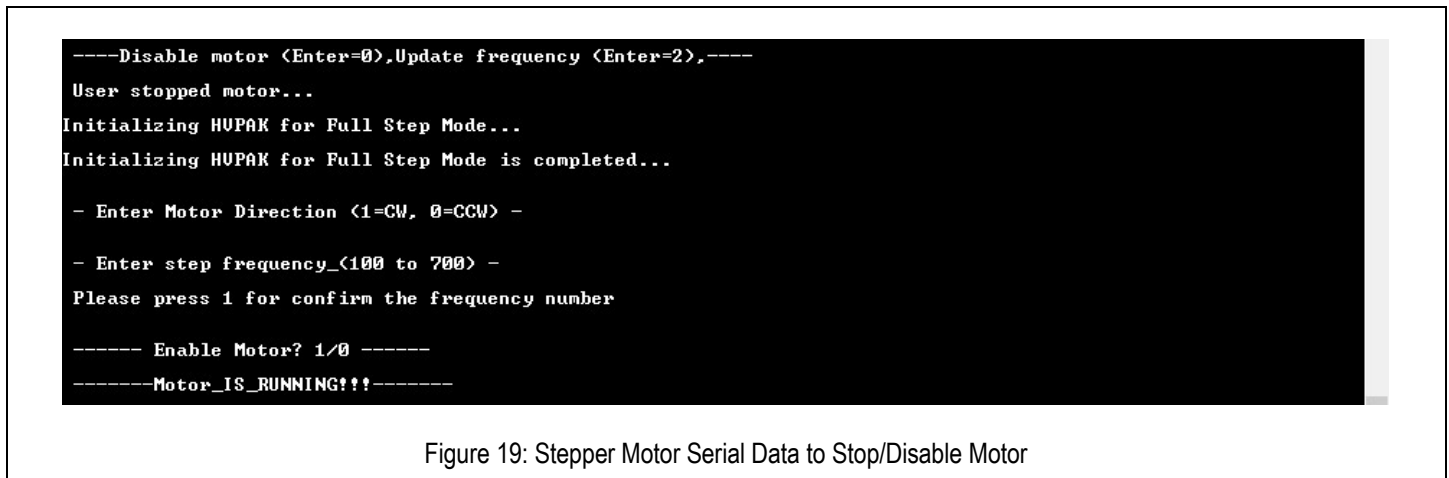 ----Disable motor (Enter=0),Update frequency (Enter=2),----
User stopped motor...
Initializing HVPAK for Full Step Mode...
Initializing HVPAK for Full Step Mode is completed...
- Enter Motor Direction (1=CW, 0=CCW) -
- Enter step frequency_(100 to 700) -
Please press 1 for confirm the frequency number
------ Enable Motor? 1/0 ------
-------Motor_IS_RUNNING!!!-------
Figure 19: Stepper Motor Serial Data to Stop/Disable Motor